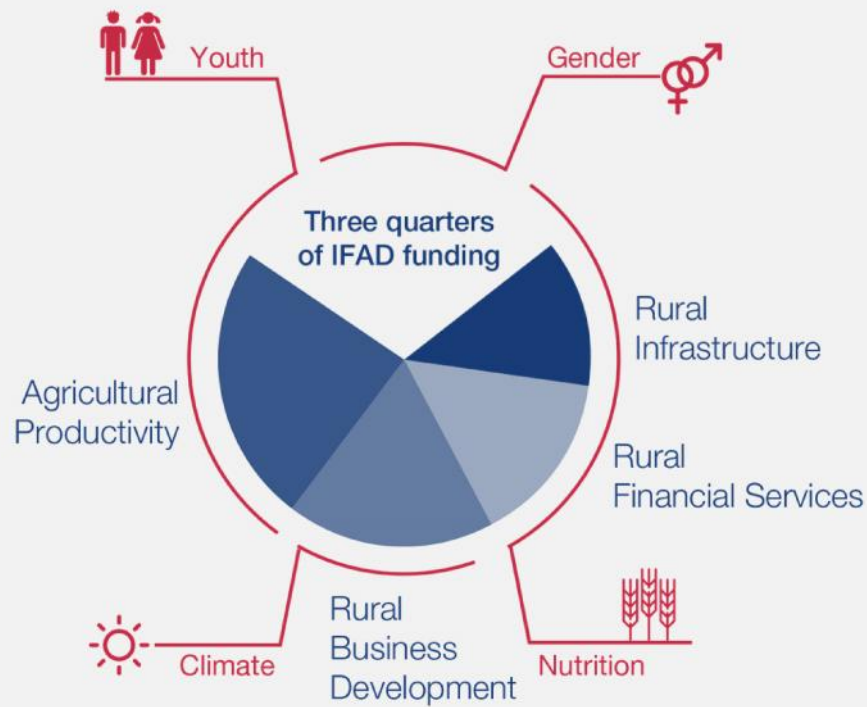 Youth
Gender
Three quarters
of IFAD funding
Rural
Infrastructure
Agricultural
Productivity
Rural
Financial Services
Rural
Business
Development
Climate
Nutrition